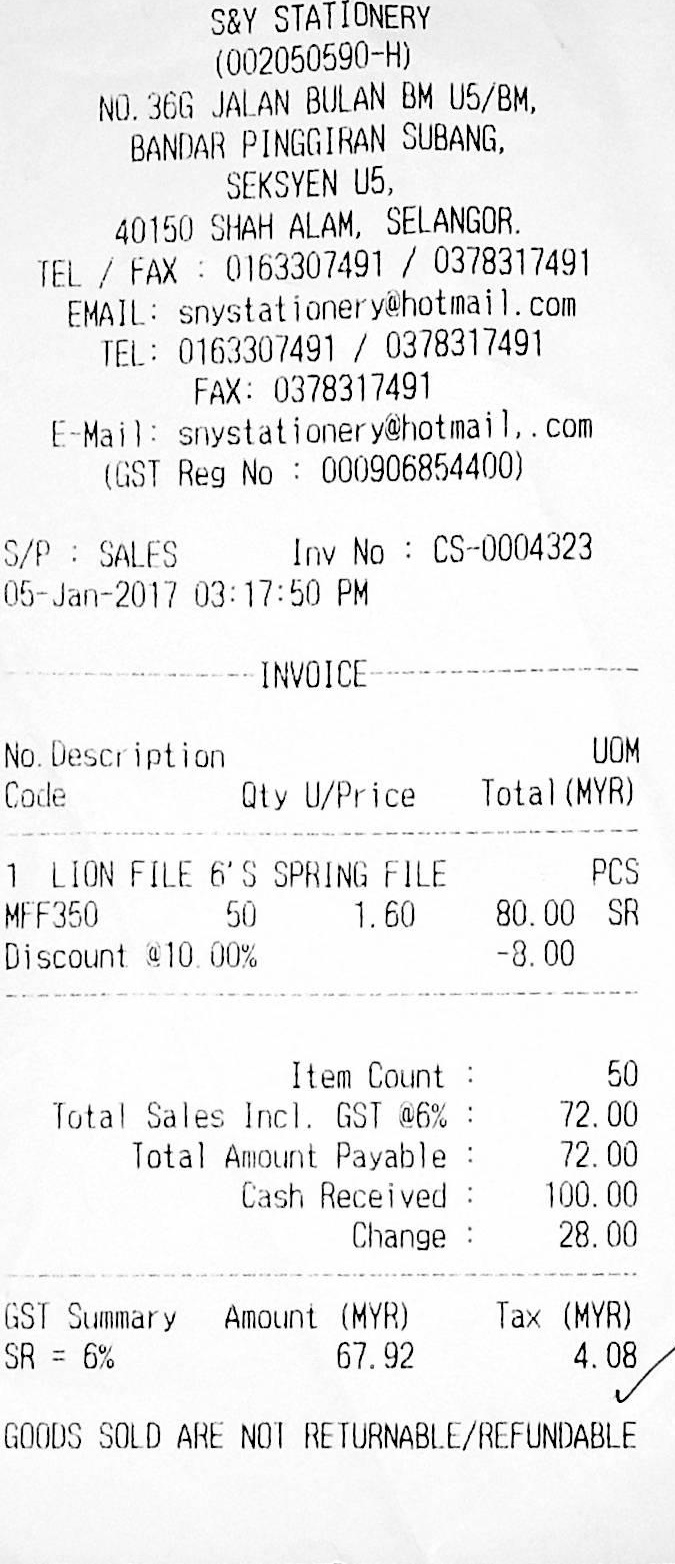 S&Y STATIONERY
(002050590-H)
NO. 36G JALAN BULAN BM U5/BM,
BANDAR PINGGIRAN SUBANG,
SEKSYEN U5,
40150 SHAH ALAM, SELANGOR.
TEL / FAX : 0163307491 / 0378317491
EMAIL: snystationery@hotmail.com
TEL: 0163307491 / 0378317491
FAX: 0378317491
E-Mail: snystationery@hotmail,.com
(GST Reg No : 000906854400)
S/P : SALES Inv No : CS-0004323
05-Jan-2017 03:17:50 PM
INVOICE
No. Description UOM
Code Qty U/Price Total(MYR)
1 LION FILE 6'S SPRING FILE PCS
MFF350 50 1.60 80.00 SR
Discount @10.00% -8.00
Item Count : 50
Total Sales Incl. GST @6% : 72.00
Total Amount Payable : 72.00
Cash Received : 100.00
Change : 28.00
GST Summary Amount (MYR) Tax (MYR)
SR = 6% 67.92 4.08
GOODS SOLD ARE NOT RETURNABLE/REFUNDABLE